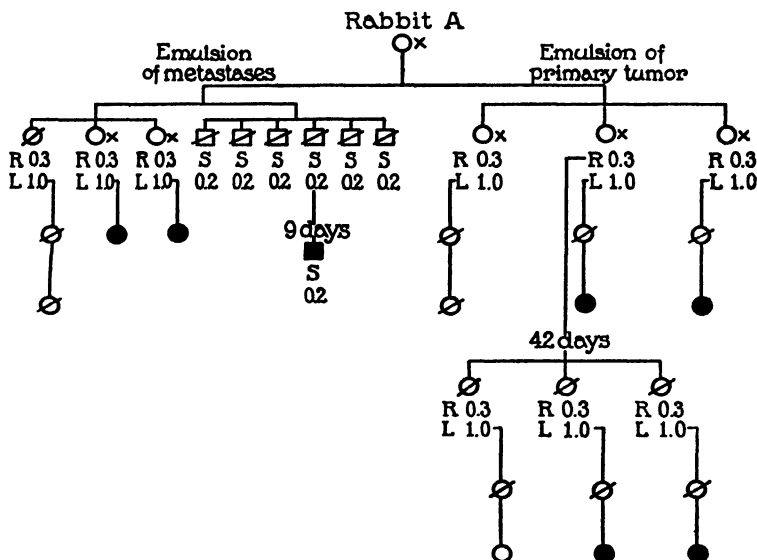 Rabbit A
x
Emulsion
of metastases
Emulsion of
primary tumor
x x x x x
R 0.3 R 0.3 R 0.3 S S S S S S R 0.3 R 0.3 R 0.3
L 1.0 L 1.0 L 1.0 0.2 0.2 0.2 0.2 0.2 0.2 L 1.0 L 1.0 L 1.0
9 days
S
0.2
42 days
R 0.3 R 0.3 R 0.3
L 1.0 L 1.0 L 1.0